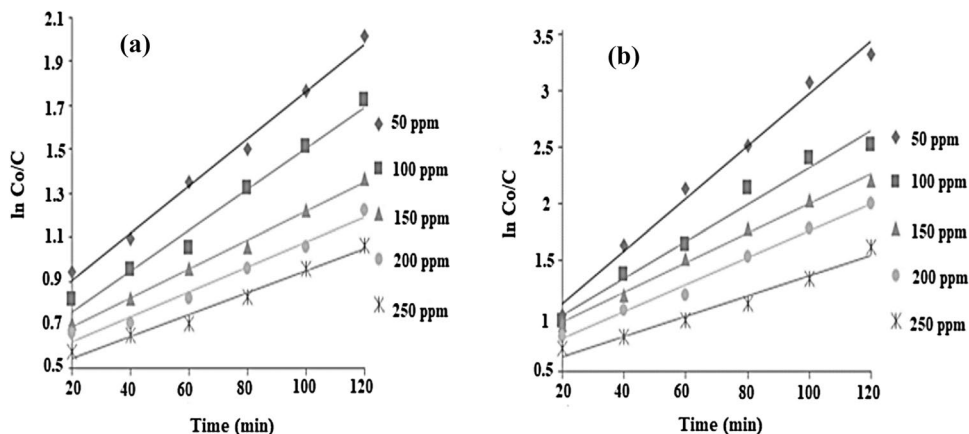 (a)
ln Co/C
2.1
1.9
1.7
1.5
1.3
1.1
0.9
0.7
0.5
20 40 60 80 100 120
Time (min)
50 ppm
100 ppm
150 ppm
200 ppm
250 ppm
(b)
ln Co/C
3.5
3
2.5
2
1.5
1
0.5
20 40 60 80 100 120
Time (min)
50 ppm
100 ppm
150 ppm
200 ppm
250 ppm